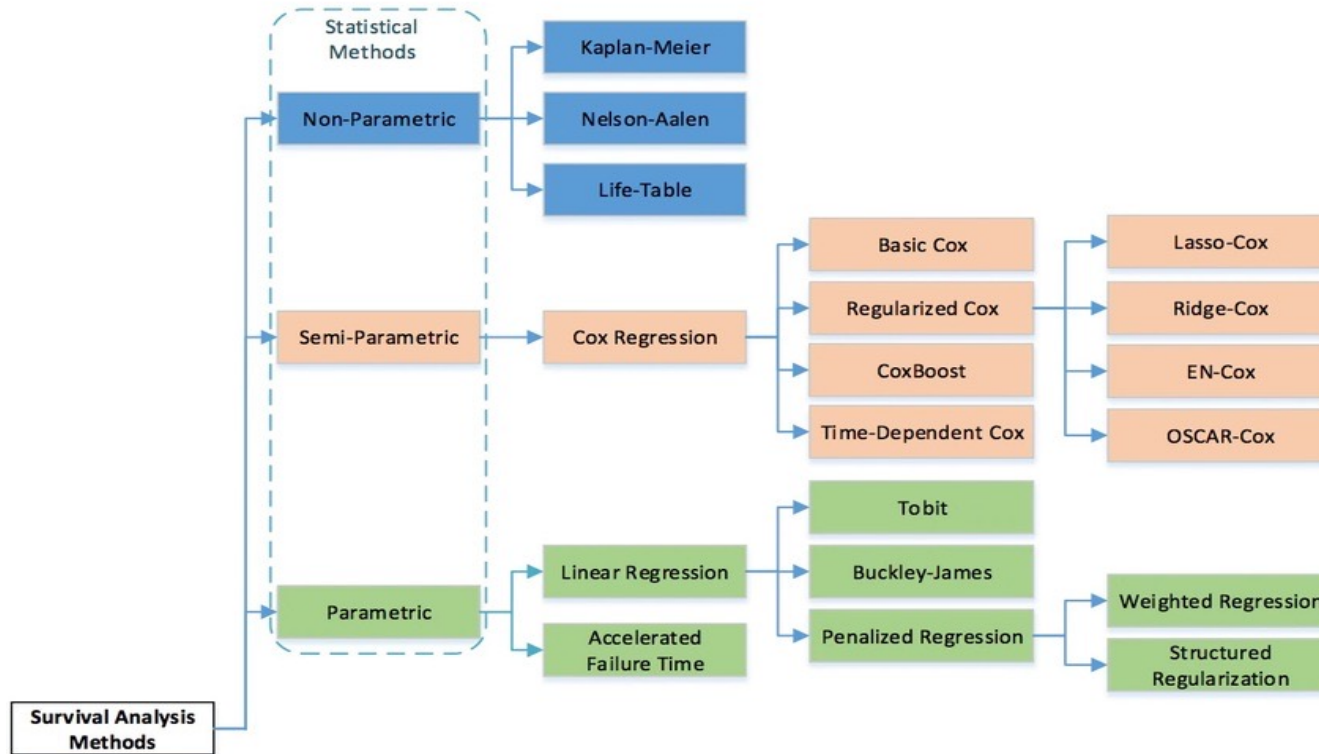 Statistical
Methods
Kaplan-Meier
Non-Parametric
Nelson-Aalen
Life-Table
Basic Cox
Lasso-Cox
Regularized Cox
Ridge-Cox
Semi-Parametric
Cox Regression
CoxBoost
EN-Cox
Time-Dependent Cox
OSCAR-Cox
Tobit
Linear Regression
Buckley-James
Parametric
Weighted Regression
Penalized Regression
Accelerated
Failure Time
Structured
Regularization
Survival Analysis
Methods